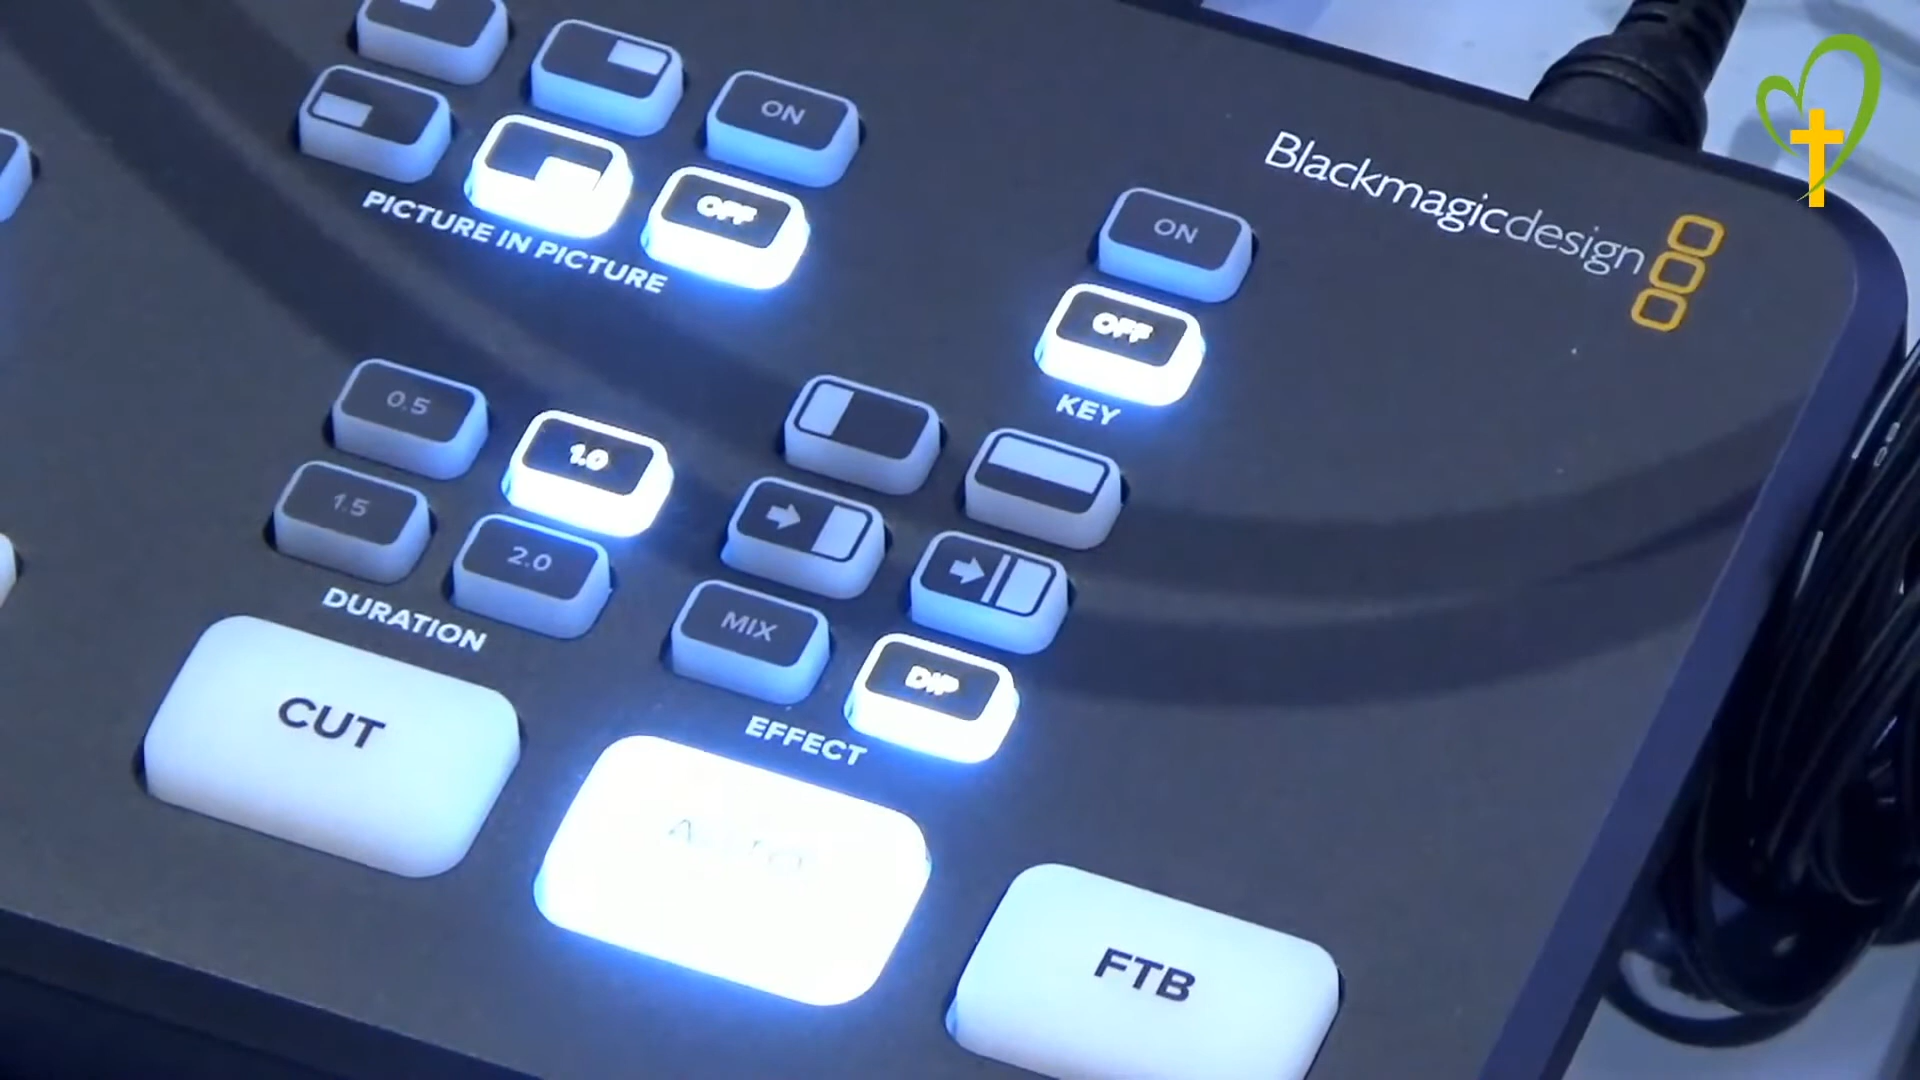 ON
OFF
PICTURE IN PICTURE
Blackmagicdesign
ON
OFF
KEY
0.5
1.0
1.5
2.0
DURATION
MIX
DIP
EFFECT
CUT
AUTO
FTB